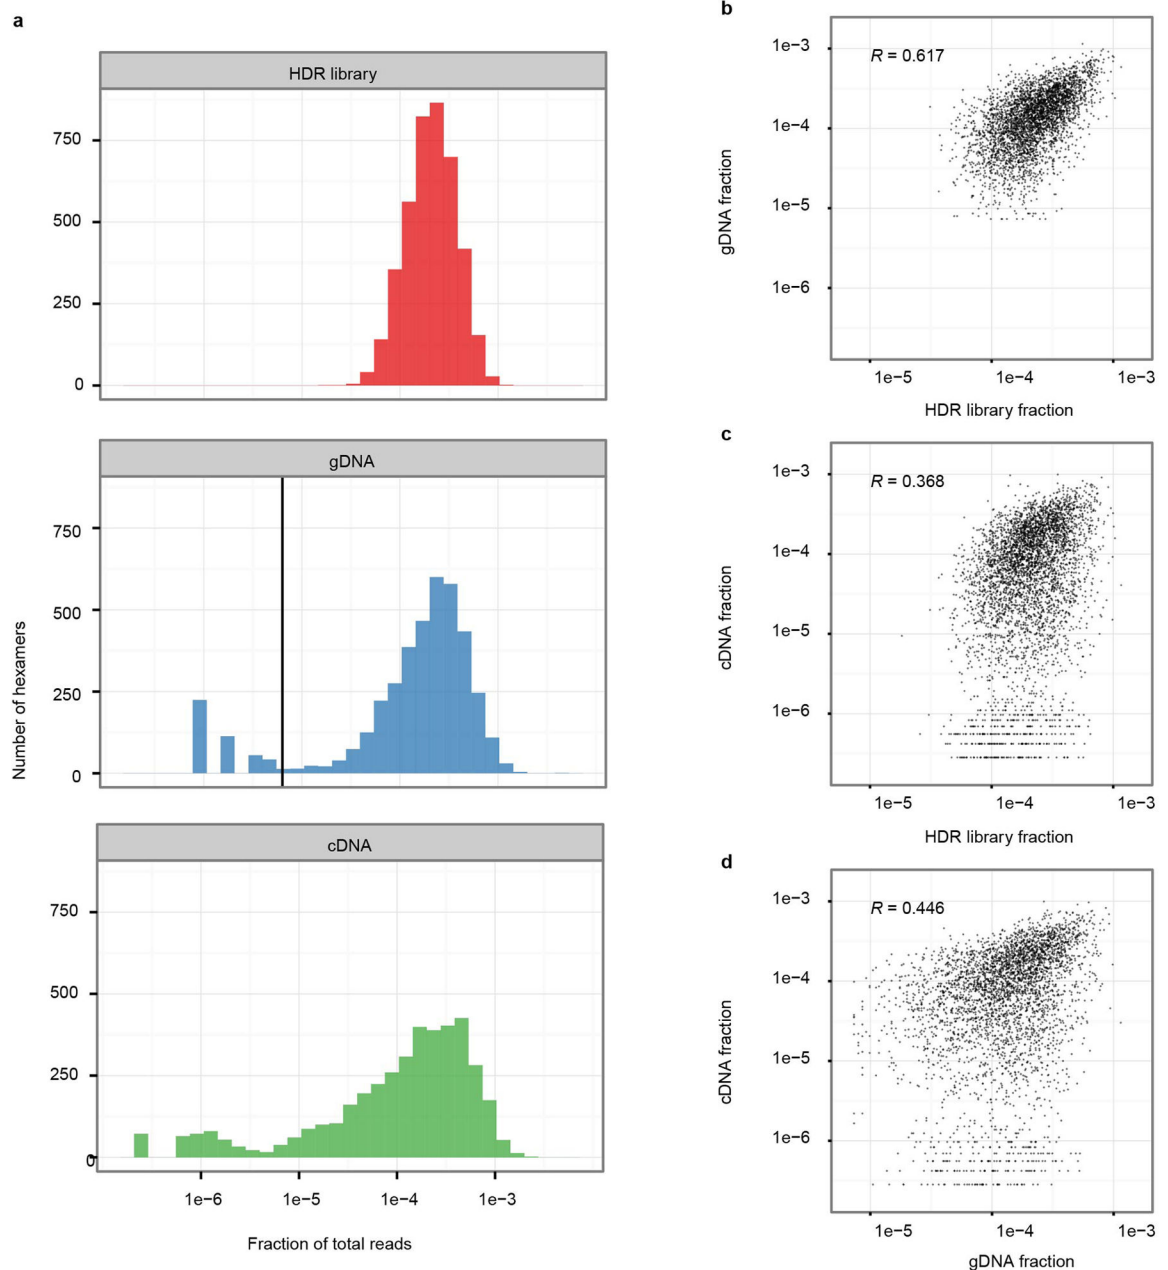 a
HDR library
750
500
250
0
gDNA
750
500
250
0
cDNA
750
500
250
0
1e−6 1e−5 1e−4 1e−3
Fraction of total reads
Number of hexamers
b
R = 0.617
1e−3
1e−4
1e−5
1e−6
gDNA fraction
1e−5 1e−4 1e−3
HDR library fraction
c
R = 0.368
1e−3
1e−4
1e−5
1e−6
cDNA fraction
1e−5 1e−4 1e−3
HDR library fraction
d
R = 0.446
1e−3
1e−4
1e−5
1e−6
cDNA fraction
1e−5 1e−4 1e−3
gDNA fraction